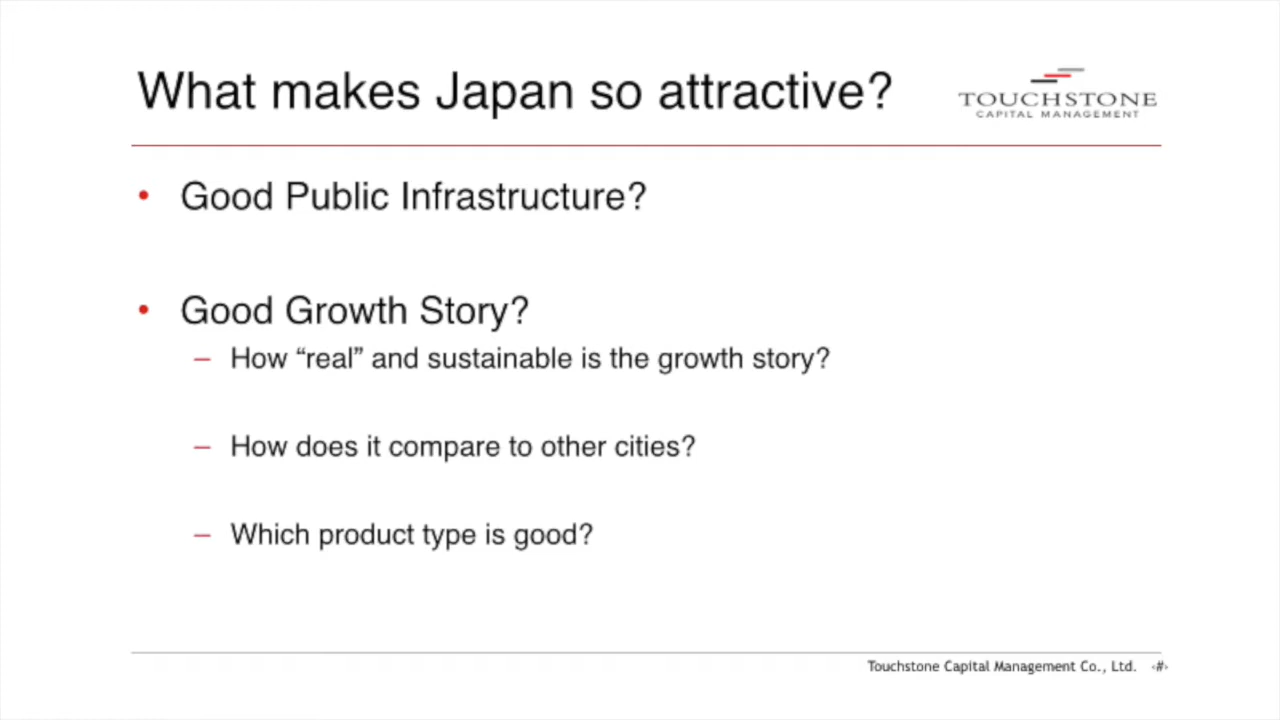 What makes Japan so attractive?
TOUCHSTONE
CAPITAL MANAGEMENT
• Good Public Infrastructure?
• Good Growth Story?
– How “real” and sustainable is the growth story?
– How does it compare to other cities?
– Which product type is good?
Touchstone Capital Management Co., Ltd. ‹#›